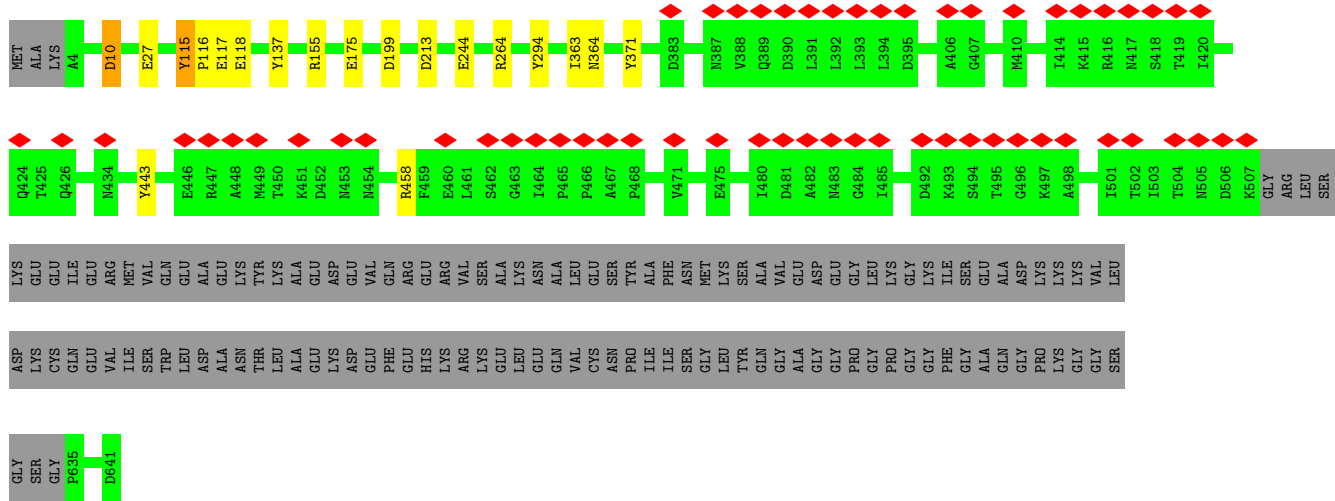 MET ALA LYS A4 D10 E27 Y115 P116 E117 E118 Y137 R155 E175 D199 D213 E244 R264 Y294 I363 N364 Y371 D383 N387 V388 Q389 D390 L391 L392 L393 L394 D395 A406 G407 M410 I414 K415 R416 N417 S418 T419 I420
Q424 T425 Q426 N434 Y443 E446 R447 A448 M449 T450 K451 D452 N453 N454 R458 F459 E460 L461 S462 G463 I464 P465 P466 A467 P468 V471 E475 I480 D481 A482 N483 G484 I485 D492 K493 S494 T495 G496 K497 A498 I501 T502 I503 T504 N505 D506 K507 GLY ARG LEU SER
LYS GLU GLU ILE GLU ARG MET VAL GLN GLU ALA GLU LYS TYR LYS ALA GLU ASP GLU VAL GLN ARG GLU ARG VAL SER ALA LYS ASN ALA LEU GLU SER TYR ALA PHE ASN MET LYS SER ALA VAL GLU ASP GLU GLY LEU LYS GLY LYS ILE SER GLU ALA ASP LYS LYS LYS VAL LEU
ASP LYS CYS GLN GLU VAL ILE SER TRP LEU ASP ALA ASN THR LEU ALA GLU LYS ASP GLU PHE GLU HIS LYS ARG LYS GLU LEU GLU GLN VAL CYS ASN PRO ILE ILE SER GLY LEU TYR GLN GLY ALA GLY GLY PRO GLY PRO GLY GLY PHE GLY ALA GLN GLY PRO LYS GLY GLY SER
GLY SER GLY P635 D641